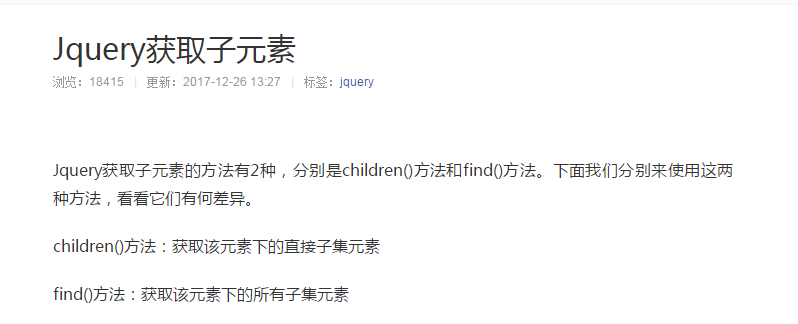 Jquery获取子元素
浏览：18415 | 更新：2017-12-26 13:27 | 标签：jquery
Jquery获取子元素的方法有2种，分别是children()方法和find()方法。下面我们分别来使用这两
种方法，看看它们有何差异。
children()方法：获取该元素下的直接子集元素
find()方法：获取该元素下的所有子集元素